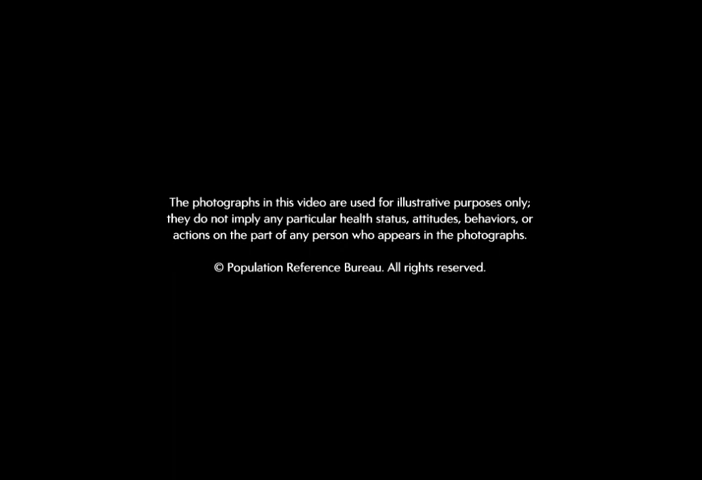 The photographs in this video are used for illustrative purposes only;
they do not imply any particular health status, attitudes, behaviors, or
actions on the part of any person who appears in the photographs.
© Population Reference Bureau. All rights reserved.